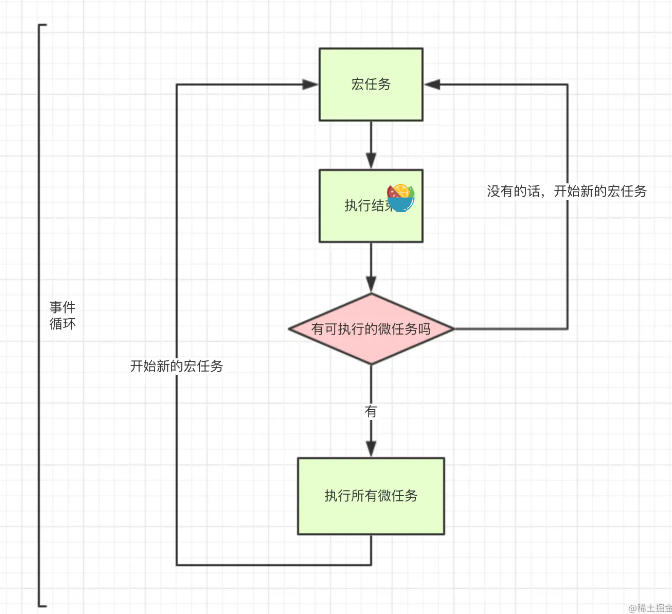 宏任务
执行结
没有的话，开始新的宏任务
事件
循环
有可执行的微任务吗
开始新的宏任务
有
执行所有微任务
@稀土掘金